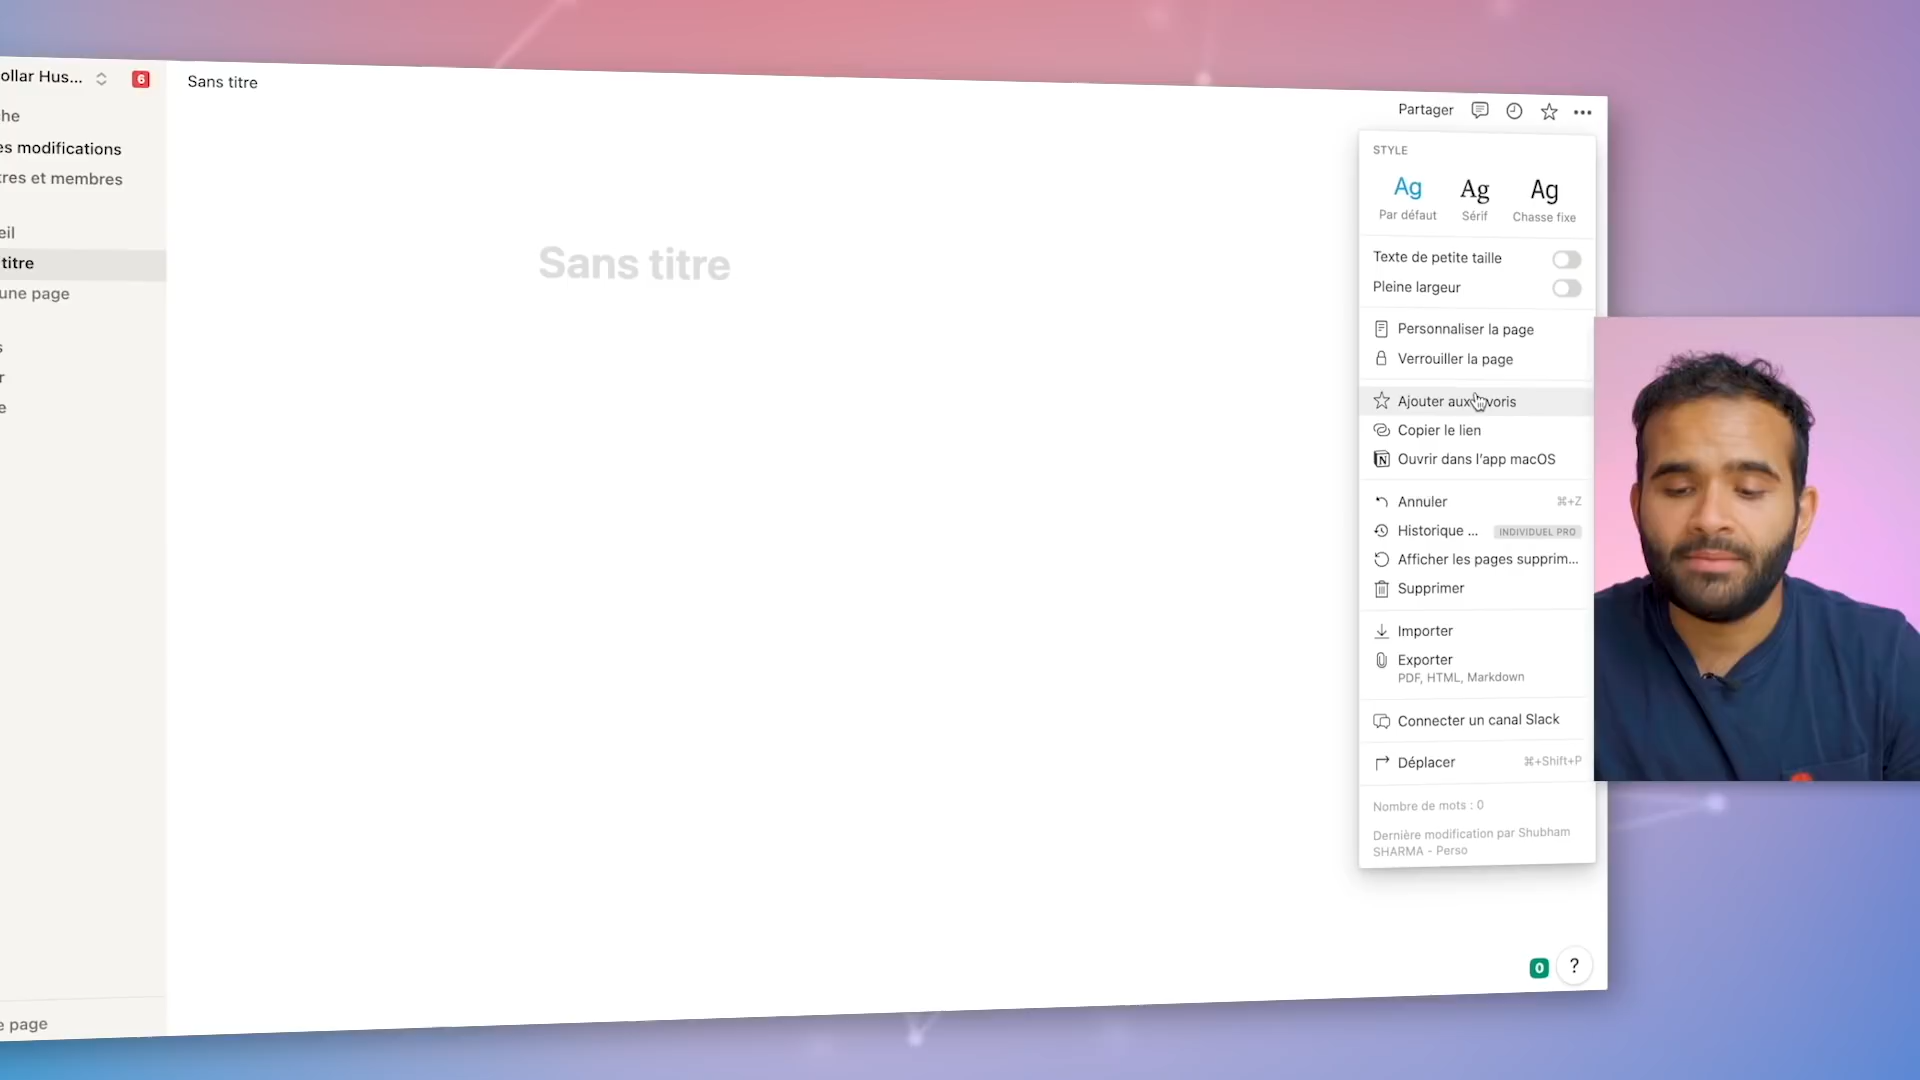 ollar Hus...
6
Sans titre
Partager
he
es modifications
res et membres
eil
titre
une page
s
r
e
e page
Sans titre
STYLE
Ag Ag Ag
Par défaut Sérif Chasse fixe
Texte de petite taille
Pleine largeur
Personnaliser la page
Verrouiller la page
Ajouter aux voris
Copier le lien
Ouvrir dans l'app macOS
Annuler ⌘+Z
Historique ... INDIVIDUEL PRO
Afficher les pages supprim...
Supprimer
Importer
Exporter
PDF, HTML, Markdown
Connecter un canal Slack
Déplacer ⌘+Shift+P
Nombre de mots : 0
Dernière modification par Shubham
SHARMA - Perso
0
?